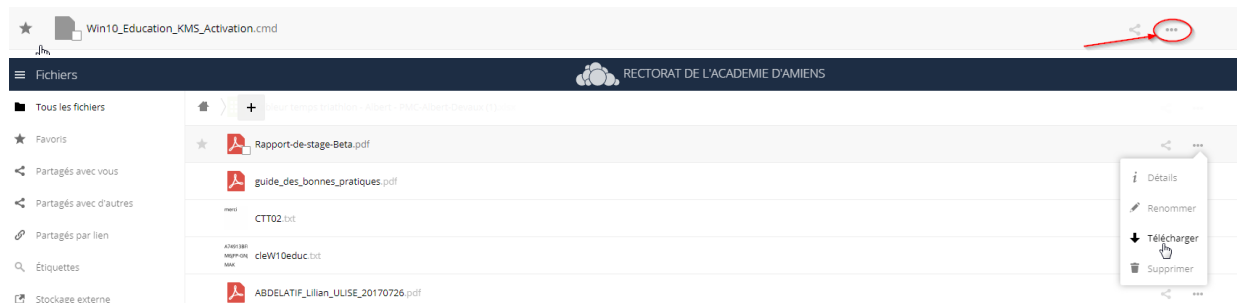 Win10_Education_KMS_Activation.cmd
Fichiers
RECTORAT DE L'ACADEMIE D'AMIENS
Tous les fichiers
Favoris
Rapport-de-stage-Beta.pdf
Partagés avec vous
guide_des_bonnes_pratiques.pdf
Détails
Partagés avec d'autres
merci
CTT02.txt
Renommer
Partagés par lien
cleW10educ.txt
MAK
Télécharger
Étiquettes
Supprimer
Stockage externe
ABDELATIF_Lilian_ULISE_20170726.pdf